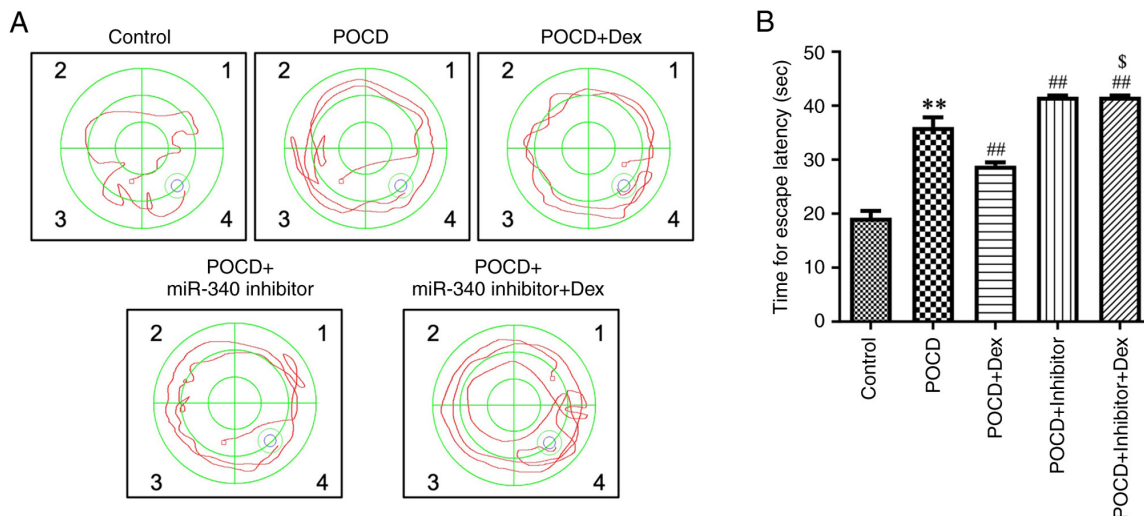 A
Control
POCD
POCD+Dex
2
1
3
4
2
1
3
4
2
1
3
4
POCD+
miR-340 inhibitor
POCD+
miR-340 inhibitor+Dex
2
1
3
4
2
1
3
4
B
Time for escape latency (sec)
50
40
30
20
10
0
**
##
##
$
##
Control
POCD
POCD+Dex
POCD+Inhibitor
POCD+Inhibitor+Dex